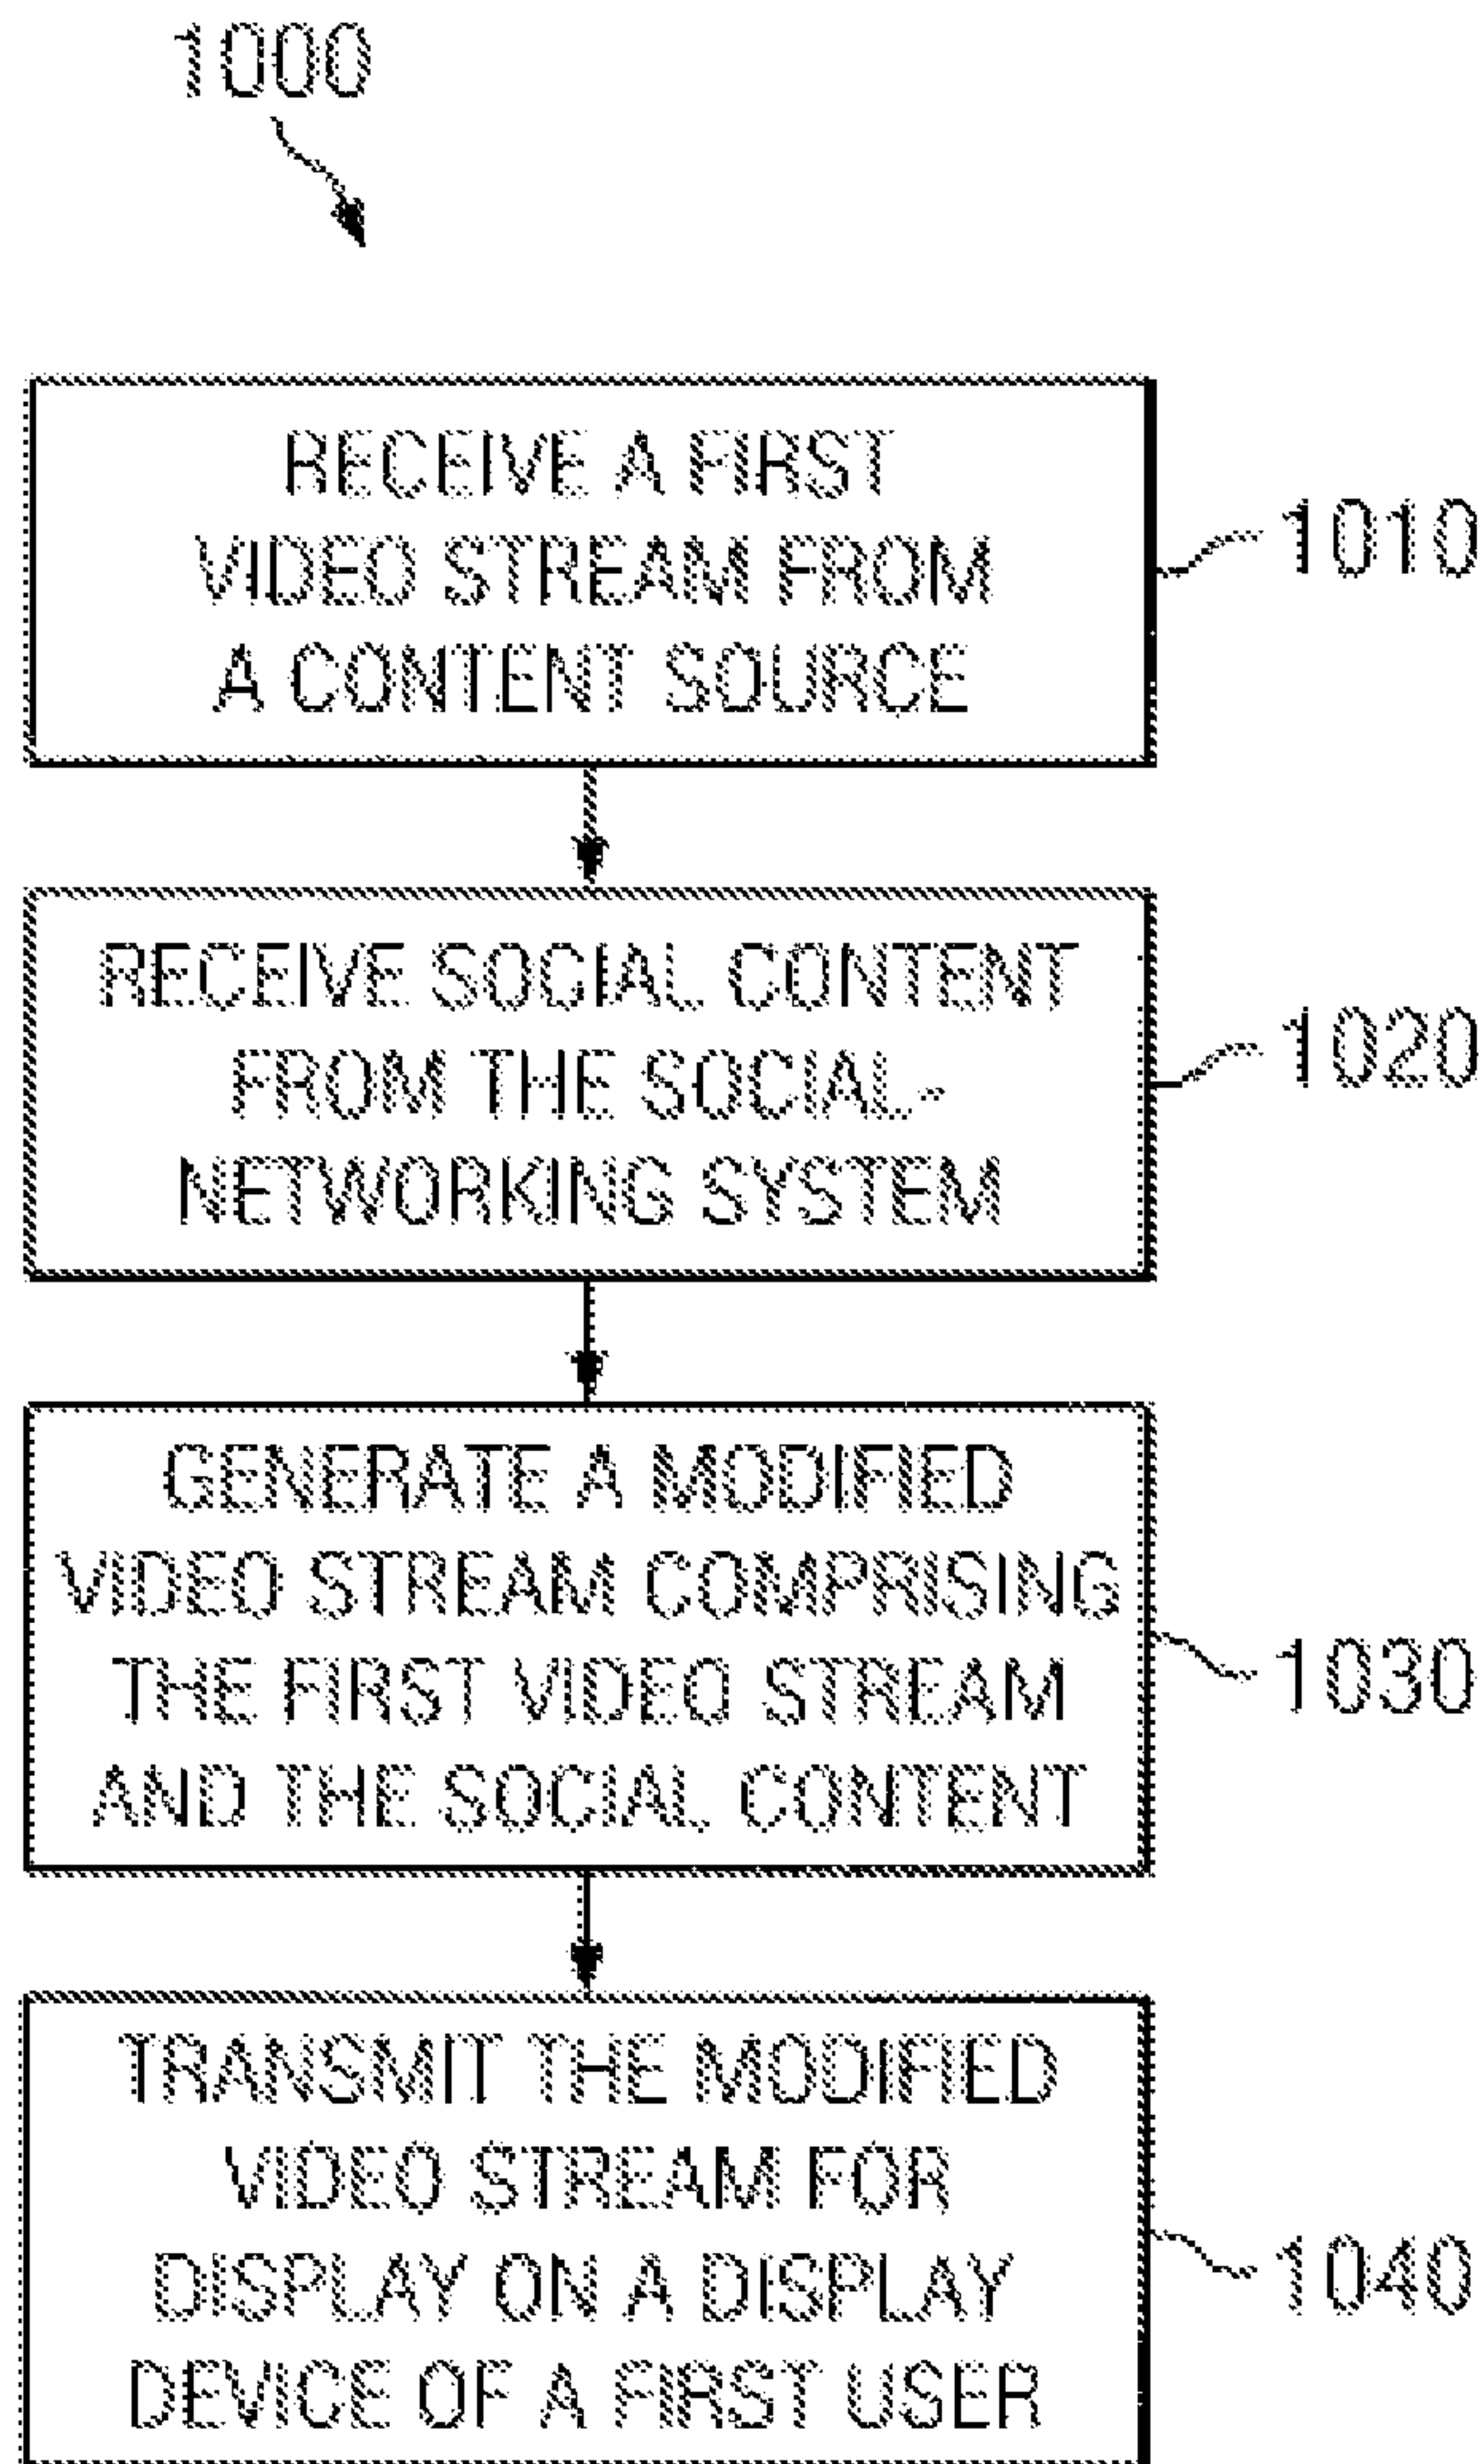 1000
RECEIVE A FIRST
VIDEO STREAM FROM
A CONTENT SOURCE
1010
RECEIVE SOCIAL CONTENT
FROM THE SOCIAL-
NETWORKING SYSTEM
1020
GENERATE A MODIFIED
VIDEO STREAM COMPRISING
THE FIRST VIDEO STREAM
AND THE SOCIAL CONTENT
1030
TRANSMIT THE MODIFIED
VIDEO STREAM FOR
DISPLAY ON A DISPLAY
DEVICE OF A FIRST USER
1040